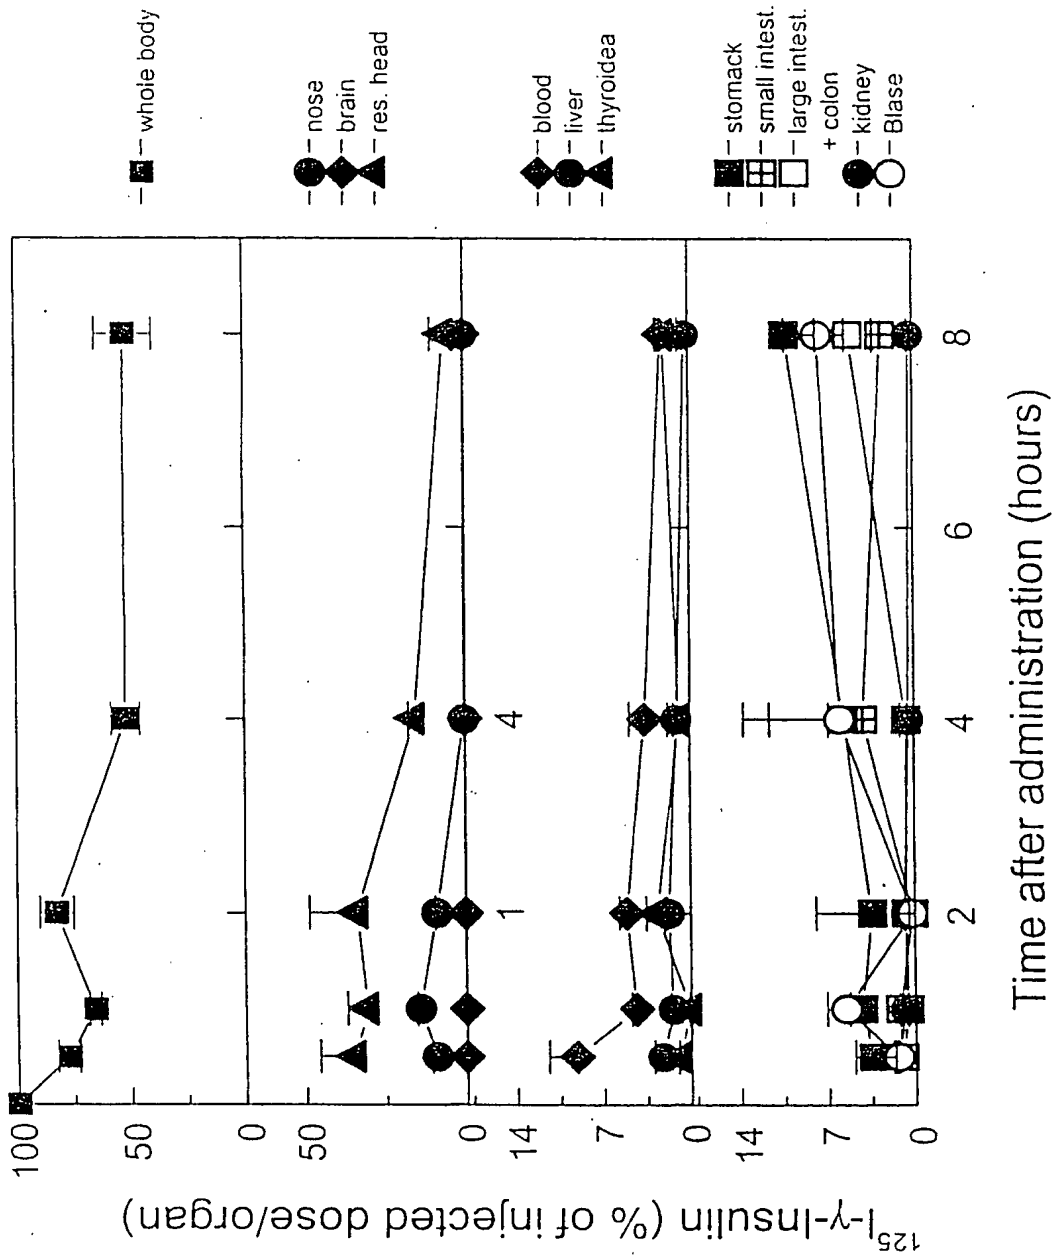 ¹²⁵I-γ-Insulin (% of injected dose/organ)
100
50
0
50
0
14
7
0
14
7
0
1
4
2
4
6
8
Time after administration (hours)
whole body
nose
brain
res. head
blood
liver
thyroidea
stomack
small intest.
large intest.
+ colon
kidney
Blase